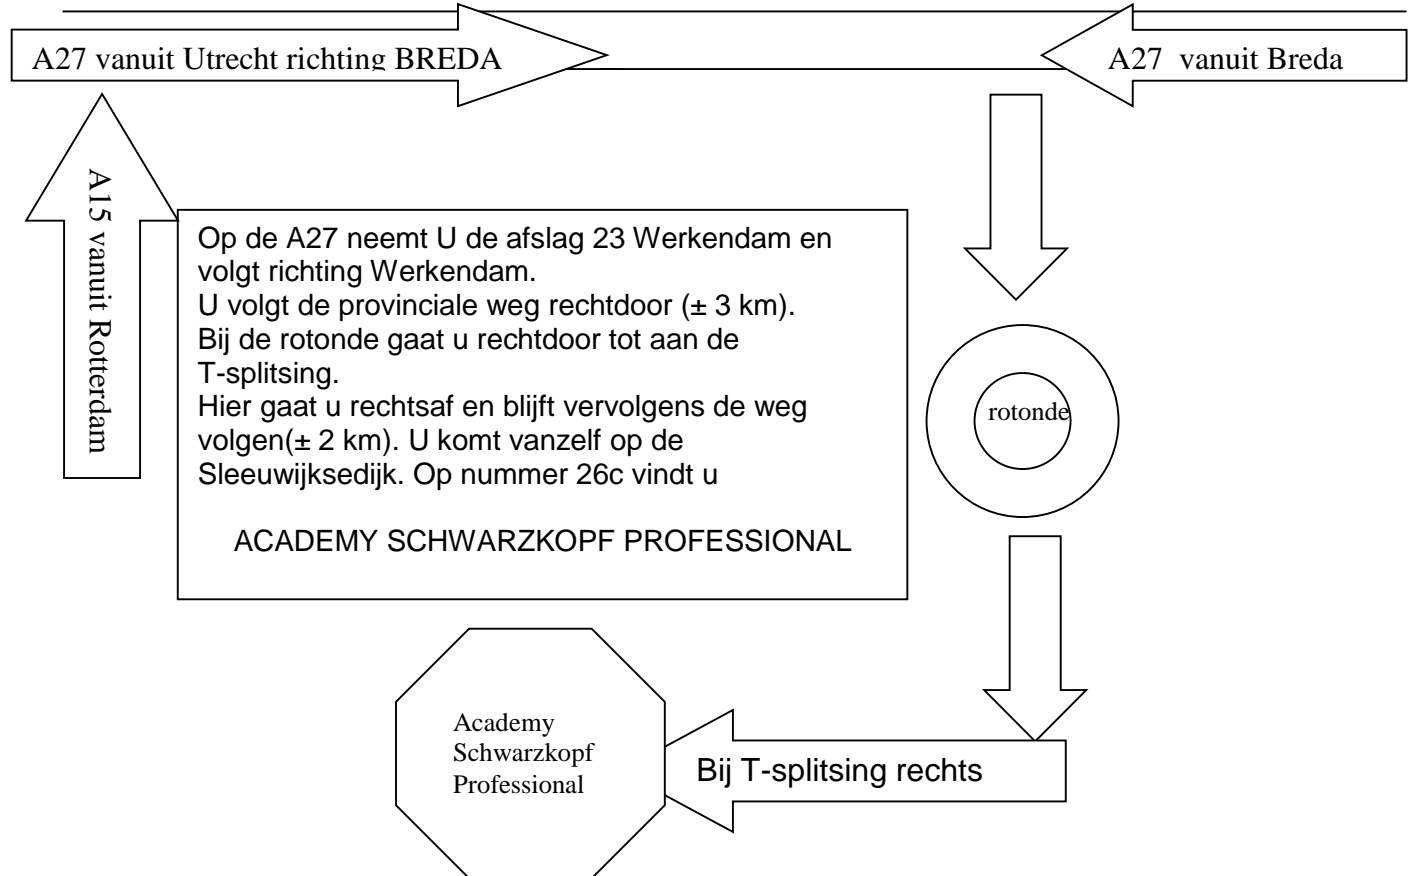 A27 vanuit Utrecht richting BREDA
A27 vanuit Breda
A15 vanuit Rotterdam
Op de A27 neemt U de afslag 23 Werkendam en
volgt richting Werkendam.
U volgt de provinciale weg rechtdoor (± 3 km).
Bij de rotonde gaat u rechtdoor tot aan de
T-splitsing.
Hier gaat u rechtsaf en blijft vervolgens de weg
volgen(± 2 km). U komt vanzelf op de
Sleeuwijksedijk. Op nummer 26c vindt u
ACADEMY SCHWARZKOPF PROFESSIONAL
rotonde
Bij T-splitsing rechts
Academy
Schwarzkopf
Professional